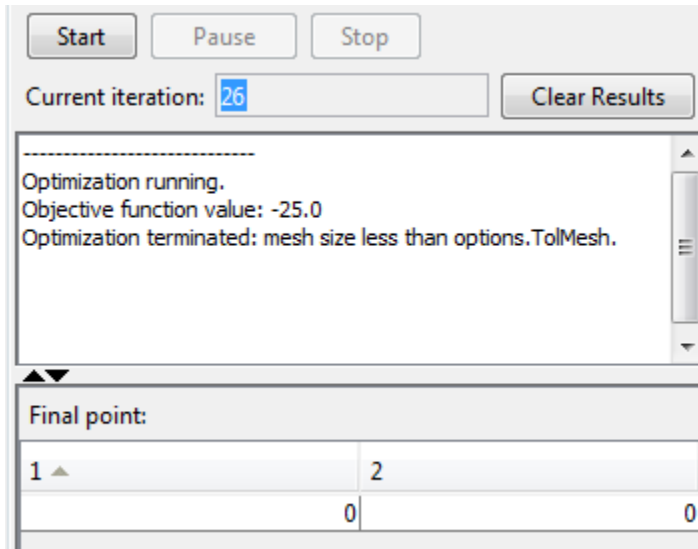 Start Pause Stop
Current iteration: 26 Clear Results
-----------------------------
Optimization running.
Objective function value: -25.0
Optimization terminated: mesh size less than options.TolMesh.
Final point:
1 2
0 0